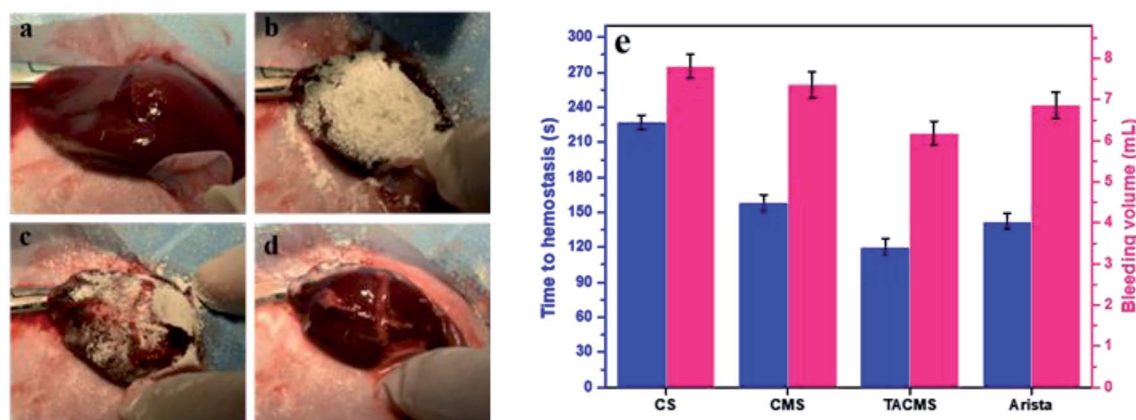 a
b
c
d
e
Time to hemostasis (s)
300
270
240
210
180
150
120
90
60
30
0
CS
CMS
TACMS
Arista
8
7
6
5
4
3
2
1
0
Bleeding volume (mL)